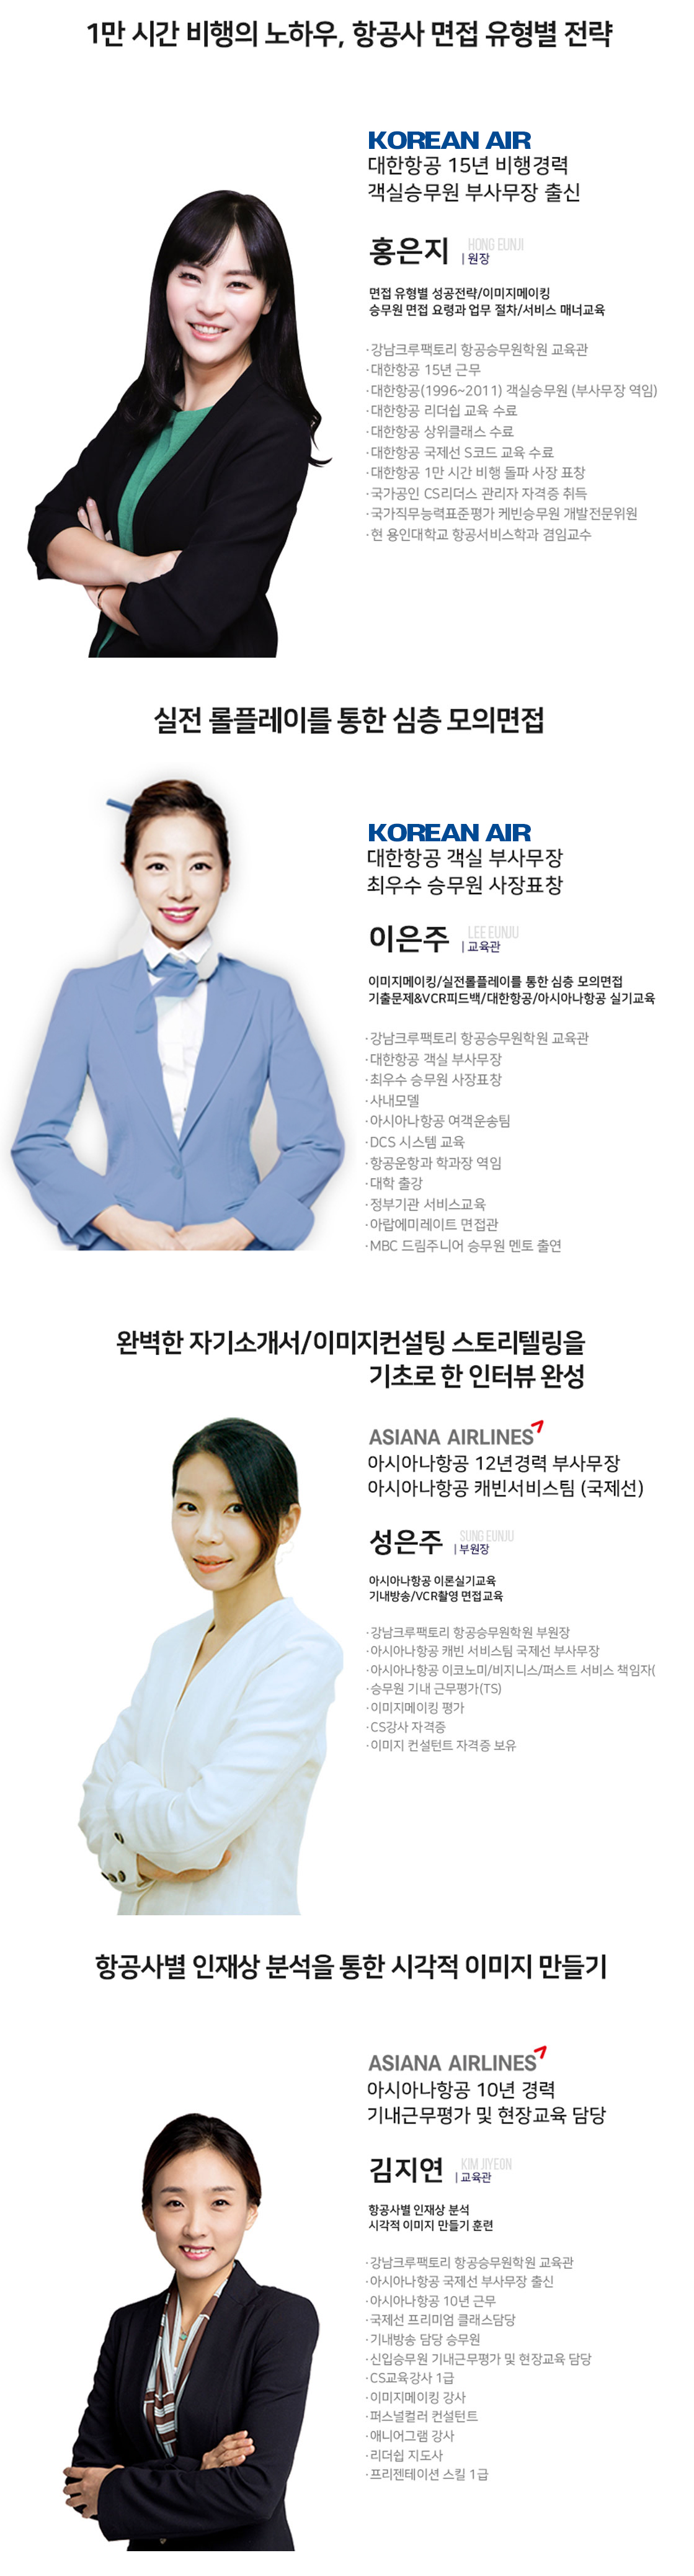 1만 시간 비행의 노하우, 항공사 면접 유형별 전략
KOREAN AIR
대한항공 15년 비행경력
객실승무원 부사무장 출신
홍은지 HONG EUNJI
| 원장
면접 유형별 성공전략/이미지메이킹
승무원 면접 요령과 업무 절차/서비스 매너교육
·강남크루팩토리 항공승무원학원 교육관
·대한항공 15년 근무
·대한항공(1996~2011) 객실승무원 (부사무장 역임)
·대한항공 리더쉽 교육 수료
·대한항공 상위클래스 수료
·대한항공 국제선 S코드 교육 수료
·대한항공 1만 시간 비행 돌파 사장 표창
·국가공인 CS리더스 관리자 자격증 취득
·국가직무능력표준평가 케빈승무원 개발전문위원
·현 용인대학교 항공서비스학과 겸임교수
실전 롤플레이를 통한 심층 모의면접
KOREAN AIR
대한항공 객실 부사무장
최우수 승무원 사장표창
이은주 LEE EUNJU
| 교육관
이미지메이킹/실전롤플레이를 통한 심층 모의면접
기출문제&VCR피드백/대한항공/아시아나항공 실기교육
·강남크루팩토리 항공승무원학원 교육관
·대한항공 객실 부사무장
·최우수 승무원 사장표창
·사내모델
·아시아나항공 여객운송팀
·DCS 시스템 교육
·항공운항과 학과장 역임
·대학 출강
·정부기관 서비스교육
·아랍에미레이트 면접관
·MBC 드림주니어 승무원 멘토 출연
완벽한 자기소개서/이미지컨설팅 스토리텔링을
기초로 한 인터뷰 완성
ASIANA AIRLINES
아시아나항공 12년경력 부사무장
아시아나항공 캐빈서비스팀 (국제선)
성은주 SUNG EUNJU
| 부원장
아시아나항공 이론실기교육
기내방송/VCR촬영 면접교육
·강남크루팩토리 항공승무원학원 부원장
·아시아나항공 캐빈 서비스팀 국제선 부사무장
·아시아나항공 이코노미/비지니스/퍼스트 서비스 책임자(
·승무원 기내 근무평가(TS)
·이미지메이킹 평가
·CS강사 자격증
·이미지 컨설턴트 자격증 보유
항공사별 인재상 분석을 통한 시각적 이미지 만들기
ASIANA AIRLINES
아시아나항공 10년 경력
기내근무평가 및 현장교육 담당
김지연 KIM JIYEON
| 교육관
항공사별 인재상 분석
시각적 이미지 만들기 훈련
·강남크루팩토리 항공승무원학원 교육관
·아시아나항공 국제선 부사무장 출신
·아시아나항공 10년 근무
·국제선 프리미엄 클래스담당
·기내방송 담당 승무원
·신입승무원 기내근무평가 및 현장교육 담당
·CS교육강사 1급
·이미지메이킹 강사
·퍼스널컬러 컨설턴트
·애니어그램 강사
·리더쉽 지도사
·프리젠테이션 스킬 1급